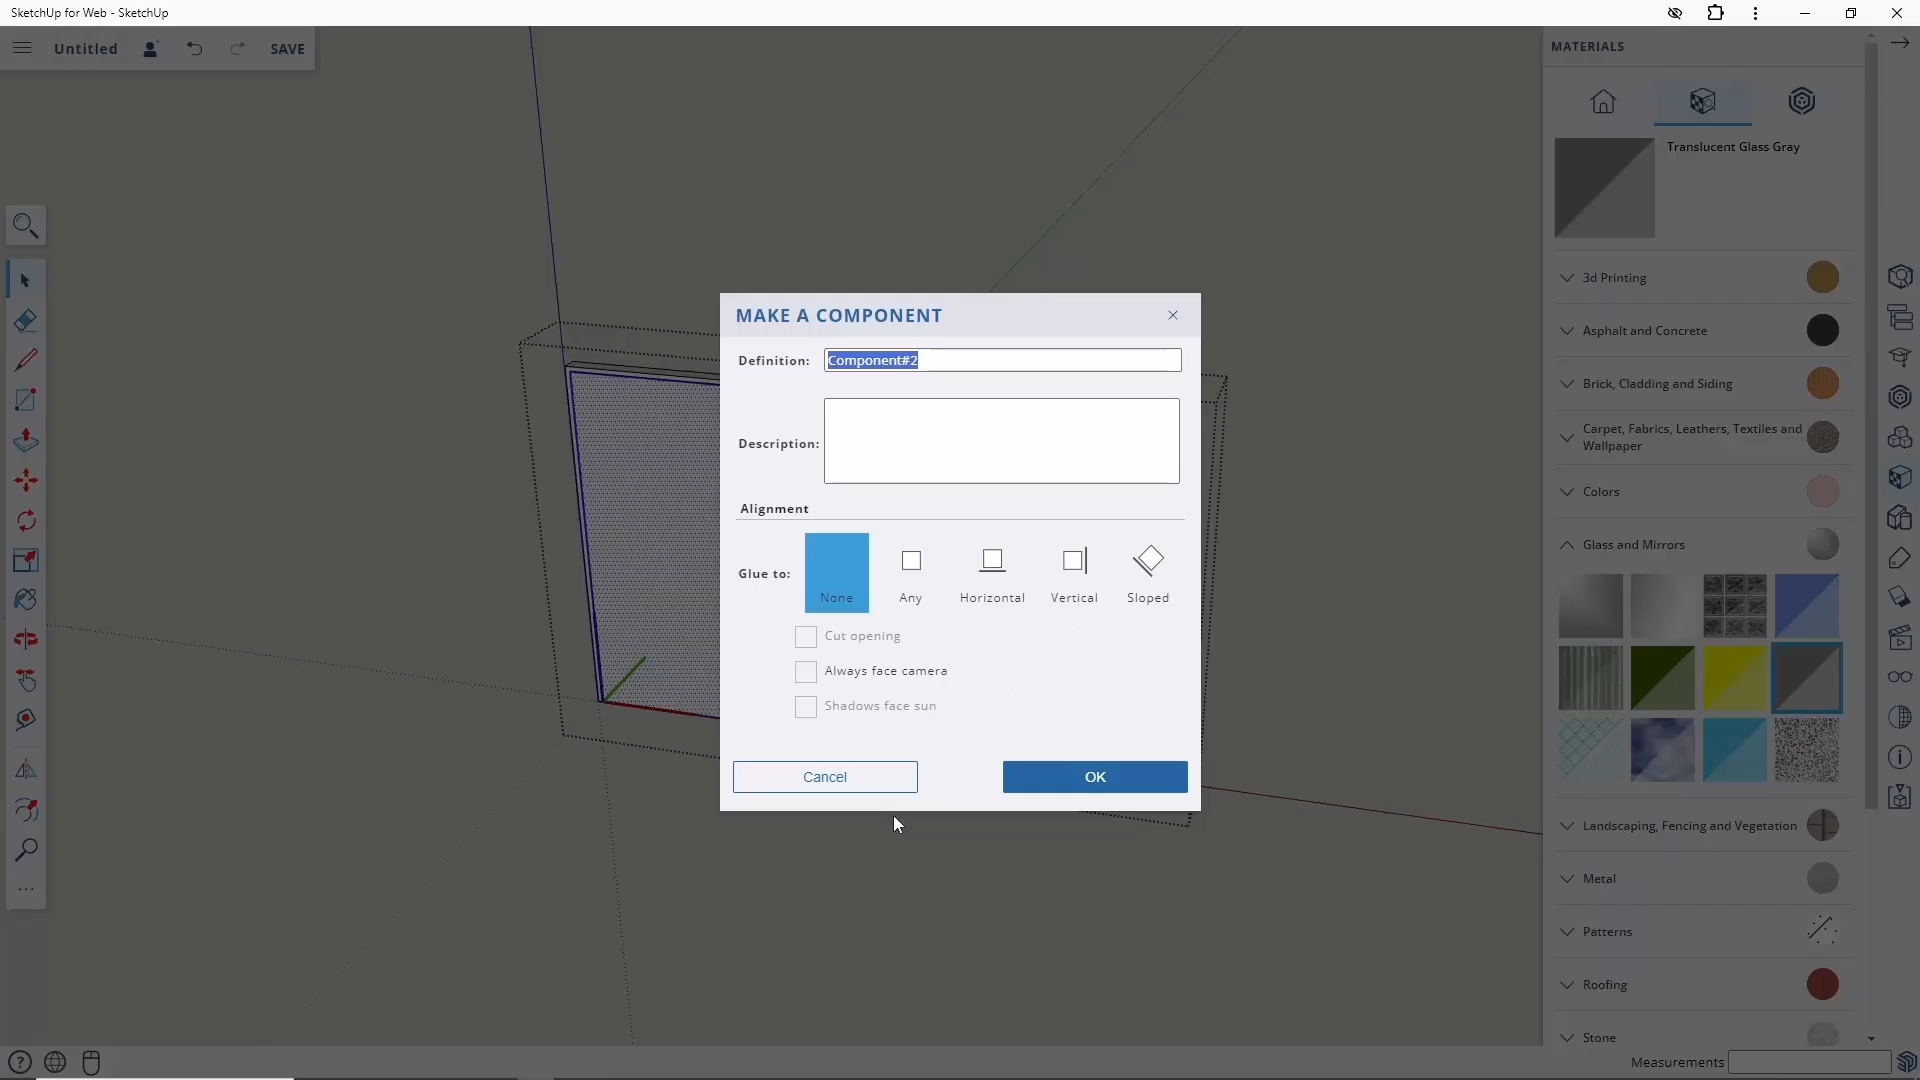 SketchUp for Web - SketchUp
Untitled
SAVE
MATERIALS
Translucent Glass Gray
3d Printing
Asphalt and Concrete
Brick, Cladding and Siding
Carpet, Fabrics, Leathers, Textiles and
Wallpaper
Colors
Glass and Mirrors
Landscaping, Fencing and Vegetation
Metal
Patterns
Roofing
Stone
MAKE A COMPONENT
Definition: Component#2
Description:
Alignment
Glue to:
None Any Horizontal Vertical Sloped
Cut opening
Always face camera
Shadows face sun
Cancel OK
Measurements